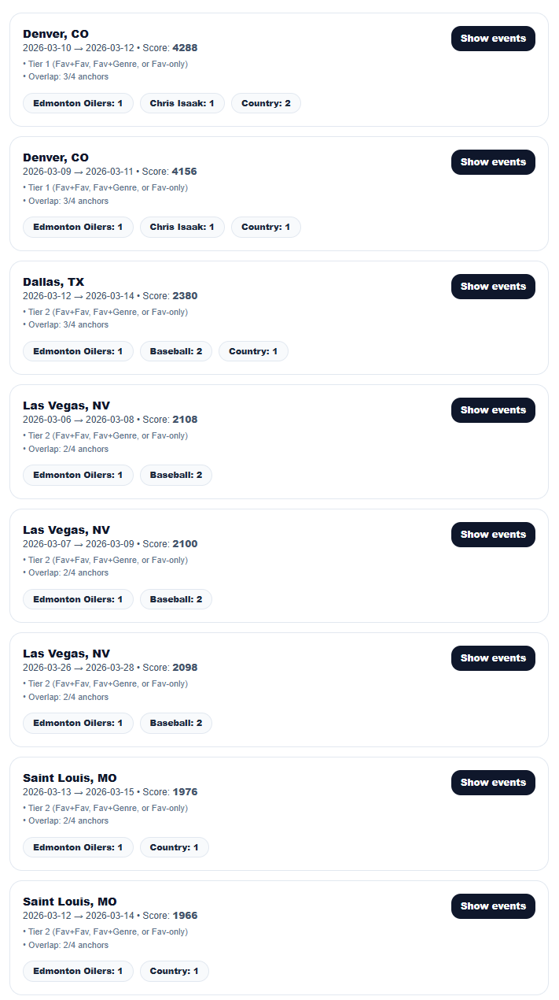 Denver, CO
Show events
2026-03-10 → 2026-03-12 • Score: 4288
• Tier 1 (Fav+Fav, Fav+Genre, or Fav-only)
• Overlap: 3/4 anchors
Edmonton Oilers: 1 Chris Isaak: 1 Country: 2
Denver, CO
Show events
2026-03-09 → 2026-03-11 • Score: 4156
• Tier 1 (Fav+Fav, Fav+Genre, or Fav-only)
• Overlap: 3/4 anchors
Edmonton Oilers: 1 Chris Isaak: 1 Country: 1
Dallas, TX
Show events
2026-03-12 → 2026-03-14 • Score: 2380
• Tier 2 (Fav+Fav, Fav+Genre, or Fav-only)
• Overlap: 3/4 anchors
Edmonton Oilers: 1 Baseball: 2 Country: 1
Las Vegas, NV
Show events
2026-03-06 → 2026-03-08 • Score: 2108
• Tier 2 (Fav+Fav, Fav+Genre, or Fav-only)
• Overlap: 2/4 anchors
Edmonton Oilers: 1 Baseball: 2
Las Vegas, NV
Show events
2026-03-07 → 2026-03-09 • Score: 2100
• Tier 2 (Fav+Fav, Fav+Genre, or Fav-only)
• Overlap: 2/4 anchors
Edmonton Oilers: 1 Baseball: 2
Las Vegas, NV
Show events
2026-03-26 → 2026-03-28 • Score: 2098
• Tier 2 (Fav+Fav, Fav+Genre, or Fav-only)
• Overlap: 2/4 anchors
Edmonton Oilers: 1 Baseball: 2
Saint Louis, MO
Show events
2026-03-13 → 2026-03-15 • Score: 1976
• Tier 2 (Fav+Fav, Fav+Genre, or Fav-only)
• Overlap: 2/4 anchors
Edmonton Oilers: 1 Country: 1
Saint Louis, MO
Show events
2026-03-12 → 2026-03-14 • Score: 1966
• Tier 2 (Fav+Fav, Fav+Genre, or Fav-only)
• Overlap: 2/4 anchors
Edmonton Oilers: 1 Country: 1